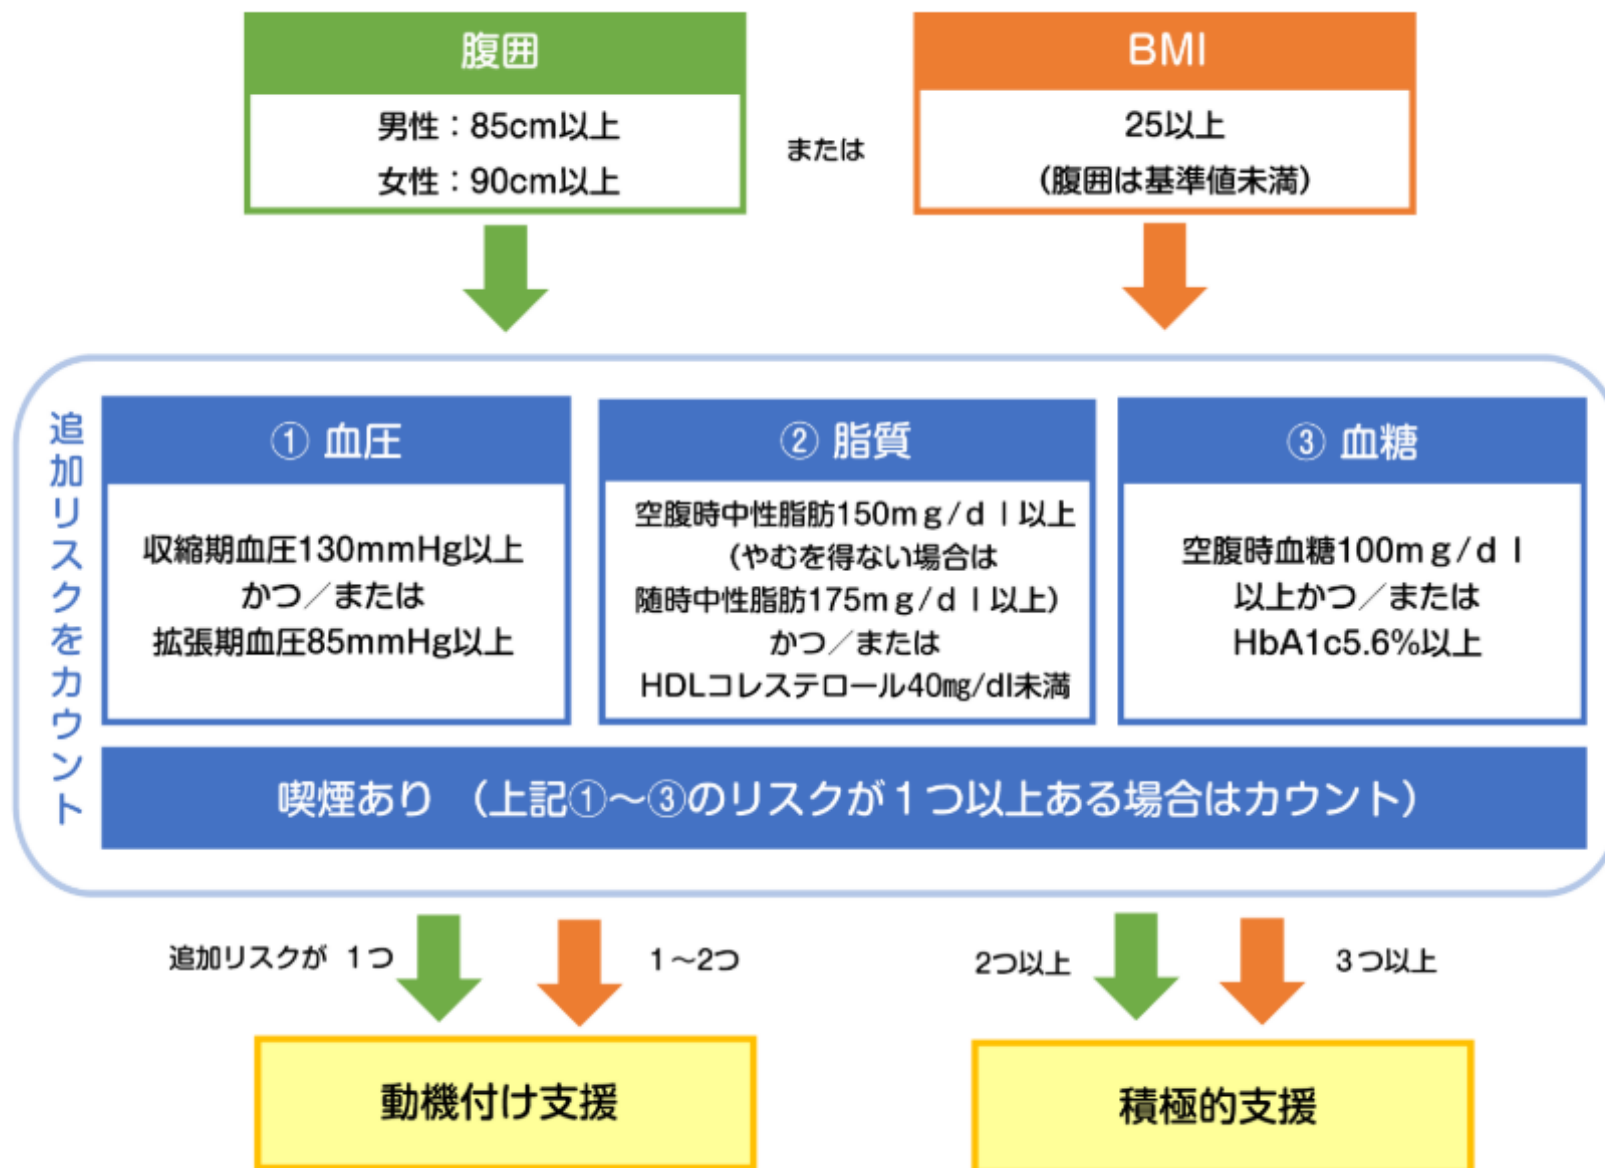 腹囲
男性：85cm以上
女性：90cm以上
または
BMI
25以上
（腹囲は基準値未満）
追加リスクをカウント
① 血圧
収縮期血圧130mmHg以上
かつ／または
拡張期血圧85mmHg以上
② 脂質
空腹時中性脂肪150ｍｇ/ｄｌ以上
（やむを得ない場合は
随時中性脂肪175ｍｇ/ｄｌ以上）
かつ／または
HDLコレステロール40㎎/dl未満
③ 血糖
空腹時血糖100ｍｇ/ｄｌ
以上かつ／または
HbA1c5.6%以上
喫煙あり （上記①～③のリスクが１つ以上ある場合はカウント）
追加リスクが １つ
１～2つ
2つ以上
３つ以上
動機付け支援
積極的支援